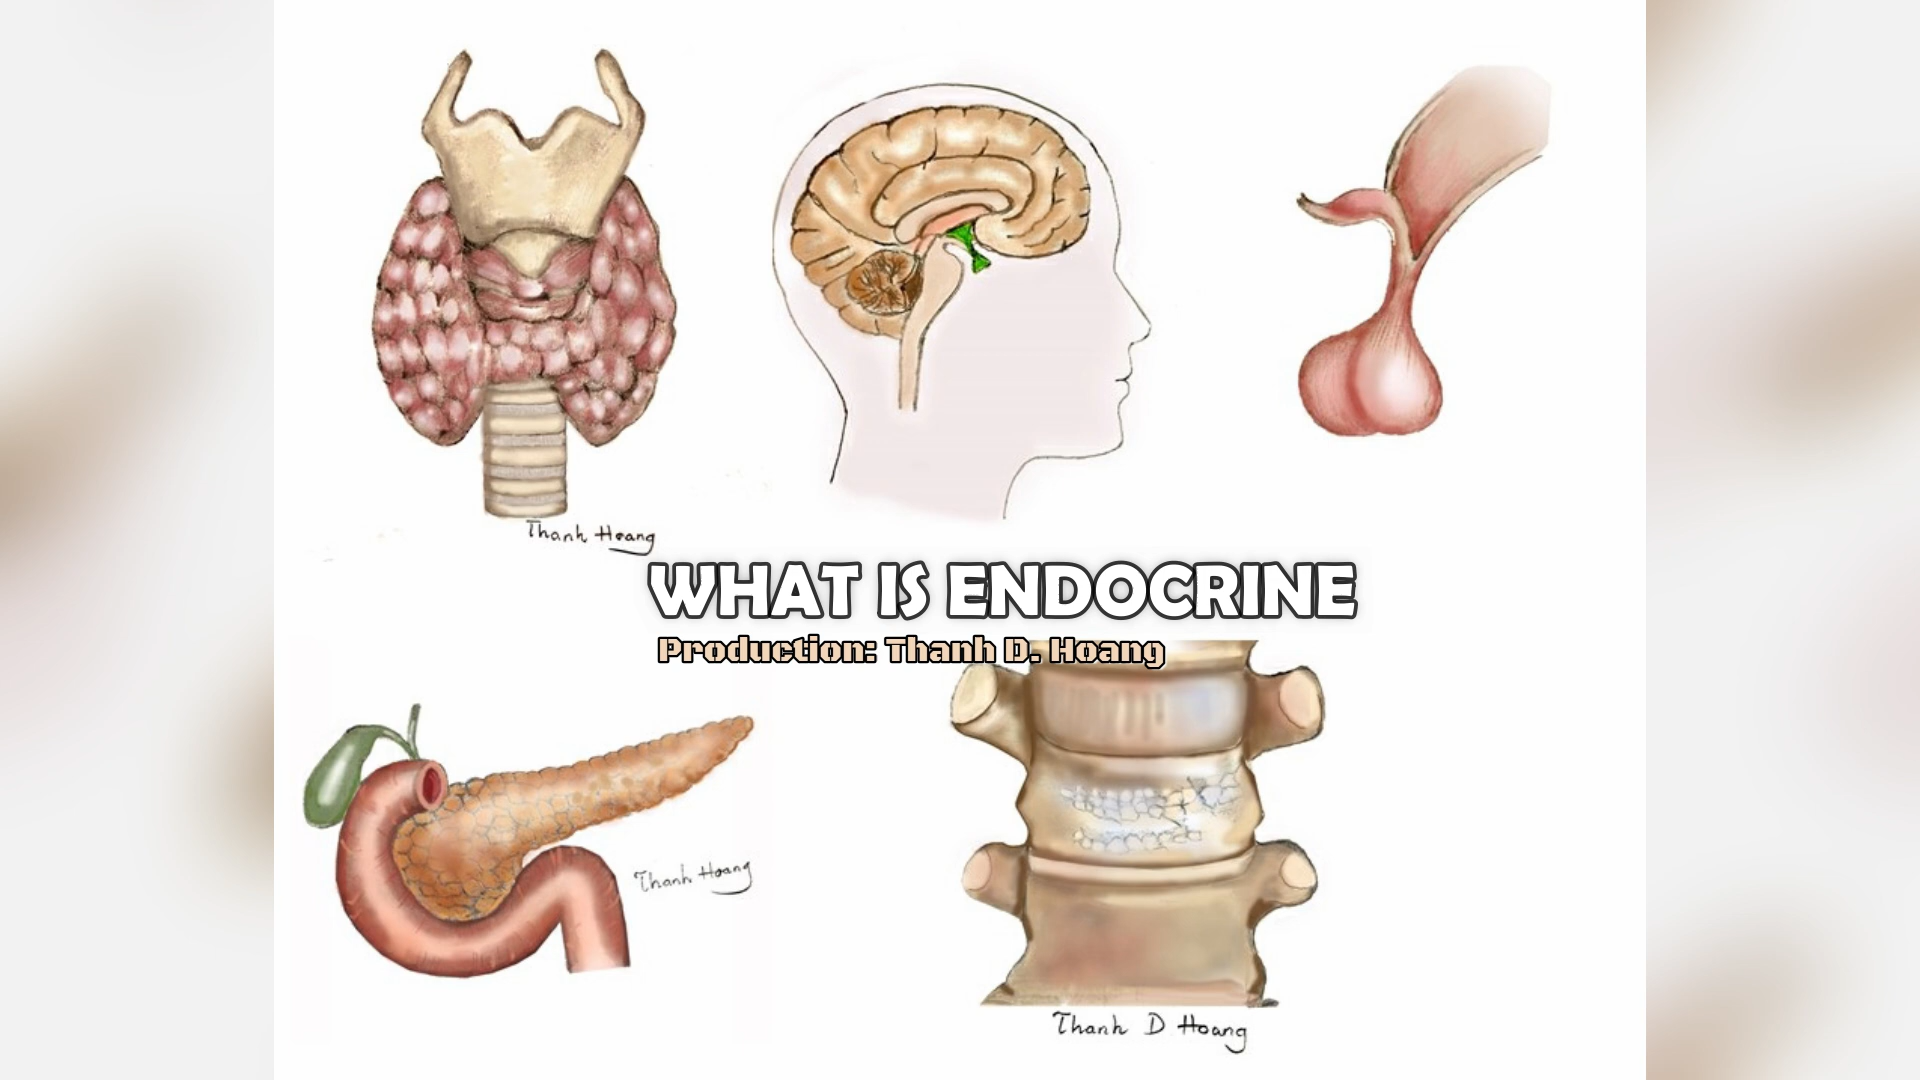 Thanh Hoang
WHAT IS ENDOCRINE
Production: Thanh D. Hoang
Thanh Hoang
Thanh D Hoang